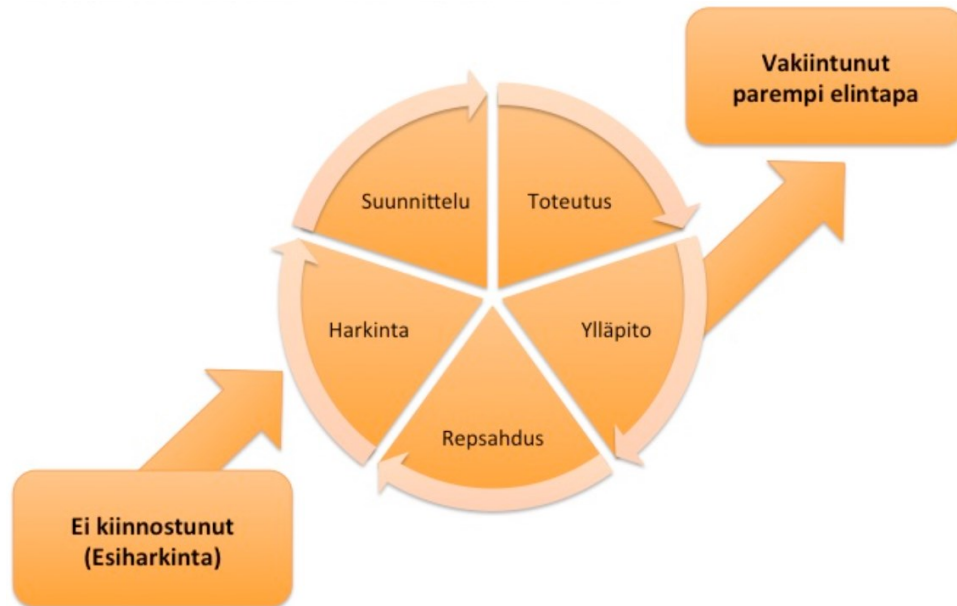 Vakiintunut
parempi elintapa
Suunnittelu
Toteutus
Harkinta
Ylläpito
Repsahdus
Ei kiinnostunut
(Esiharkinta)